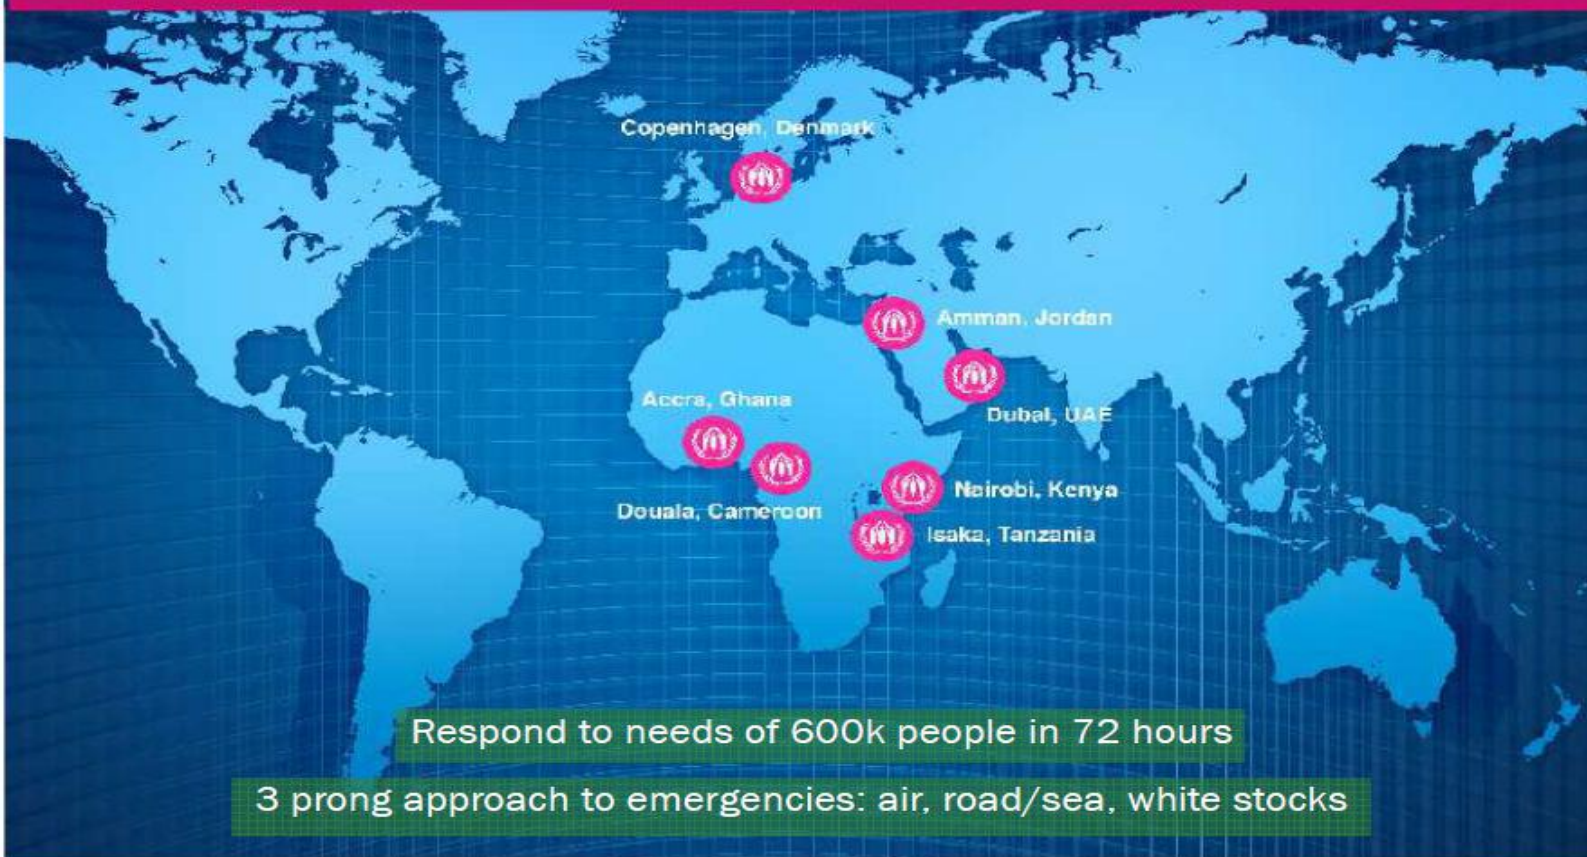 Copenhagen, Denmark
Amman, Jordan
Dubai, UAE
Accra, Ghana
Douala, Cameroon
Nairobi, Kenya
Isaka, Tanzania
Respond to needs of 600k people in 72 hours
3 prong approach to emergencies: air, road/sea, white stocks